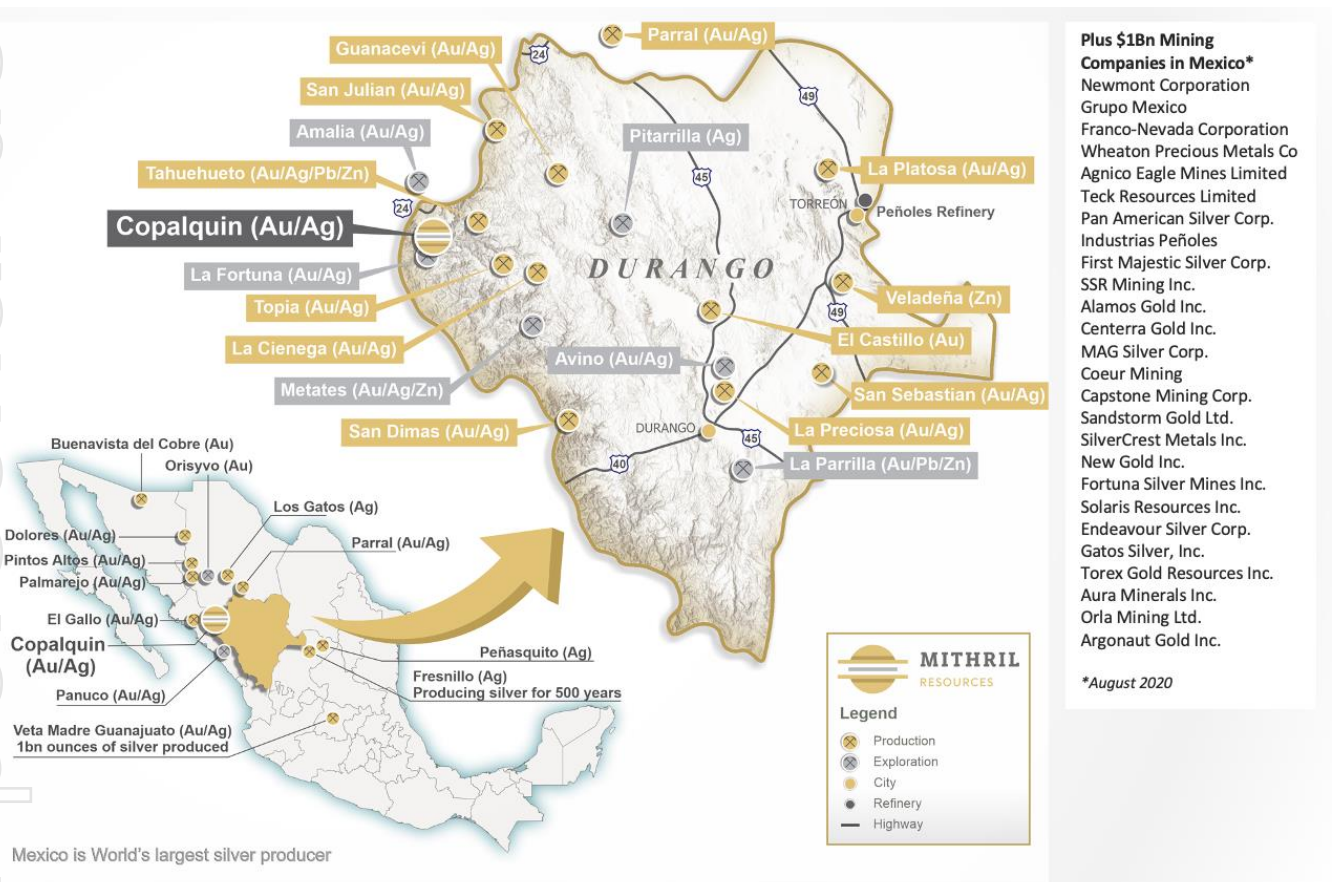 Parral (Au/Ag)
Guanacevi (Au/Ag)
24
San Julian (Au/Ag)
49
Amalia (Au/Ag)
Pitarrilla (Ag)
Tahuehueto (Au/Ag/Pb/Zn)
45
La Platosa (Au/Ag)
24
TORREÓN
Peñoles Refinery
Copalquin (Au/Ag)
La Fortuna (Au/Ag)
DURANGO
Topia (Au/Ag)
Veladeña (Zn)
49
La Cienega (Au/Ag)
El Castillo (Au)
Avino (Au/Ag)
Metates (Au/Ag/Zn)
San Sebastian (Au/Ag)
San Dimas (Au/Ag)
DURANGO
La Preciosa (Au/Ag)
45
40
La Parrilla (Au/Pb/Zn)
Buenavista del Cobre (Au)
Orisyvo (Au)
Los Gatos (Ag)
Dolores (Au/Ag)
Parral (Au/Ag)
Pintos Altos (Au/Ag)
Palmarejo (Au/Ag)
El Gallo (Au/Ag)
Copalquin
(Au/Ag)
Peñasquito (Ag)
Fresnillo (Ag)
Producing silver for 500 years
Panuco (Au/Ag)
Veta Madre Guanajuato (Au/Ag)
1bn ounces of silver produced
Mexico is World's largest silver producer
MITHRIL
RESOURCES
Legend
Production
Exploration
City
Refinery
Highway
Plus $1Bn Mining
Companies in Mexico*
Newmont Corporation
Grupo Mexico
Franco-Nevada Corporation
Wheaton Precious Metals Co
Agnico Eagle Mines Limited
Teck Resources Limited
Pan American Silver Corp.
Industrias Peñoles
First Majestic Silver Corp.
SSR Mining Inc.
Alamos Gold Inc.
Centerra Gold Inc.
MAG Silver Corp.
Coeur Mining
Capstone Mining Corp.
Sandstorm Gold Ltd.
SilverCrest Metals Inc.
New Gold Inc.
Fortuna Silver Mines Inc.
Solaris Resources Inc.
Endeavour Silver Corp.
Gatos Silver, Inc.
Torex Gold Resources Inc.
Aura Minerals Inc.
Orla Mining Ltd.
Argonaut Gold Inc.
*August 2020